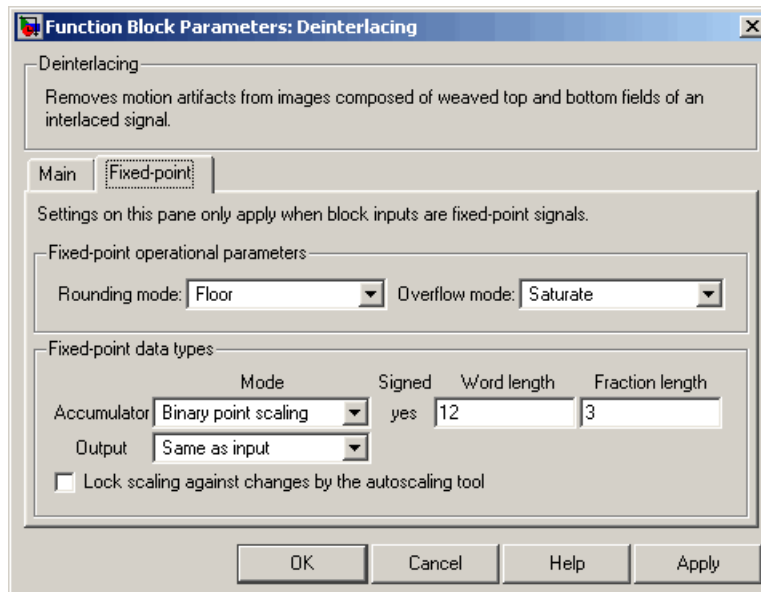 Function Block Parameters: Deinterlacing
Deinterlacing
Removes motion artifacts from images composed of weaved top and bottom fields of an
interlaced signal.
Main Fixed-point
Settings on this pane only apply when block inputs are fixed-point signals.
Fixed-point operational parameters
Rounding mode: Floor Overflow mode: Saturate
Fixed-point data types
Mode Signed Word length Fraction length
Accumulator Binary point scaling yes 12 3
Output Same as input
Lock scaling against changes by the autoscaling tool
OK Cancel Help Apply